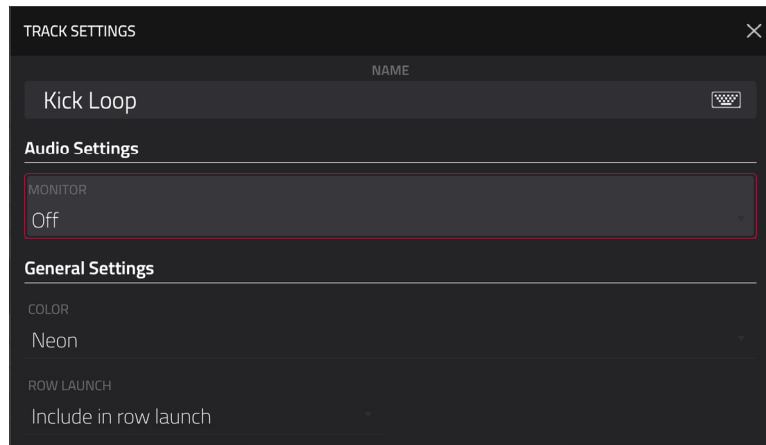 TRACK SETTINGS
NAME
Kick Loop
Audio Settings
MONITOR
Off
General Settings
COLOR
Neon
ROW LAUNCH
Include in row launch